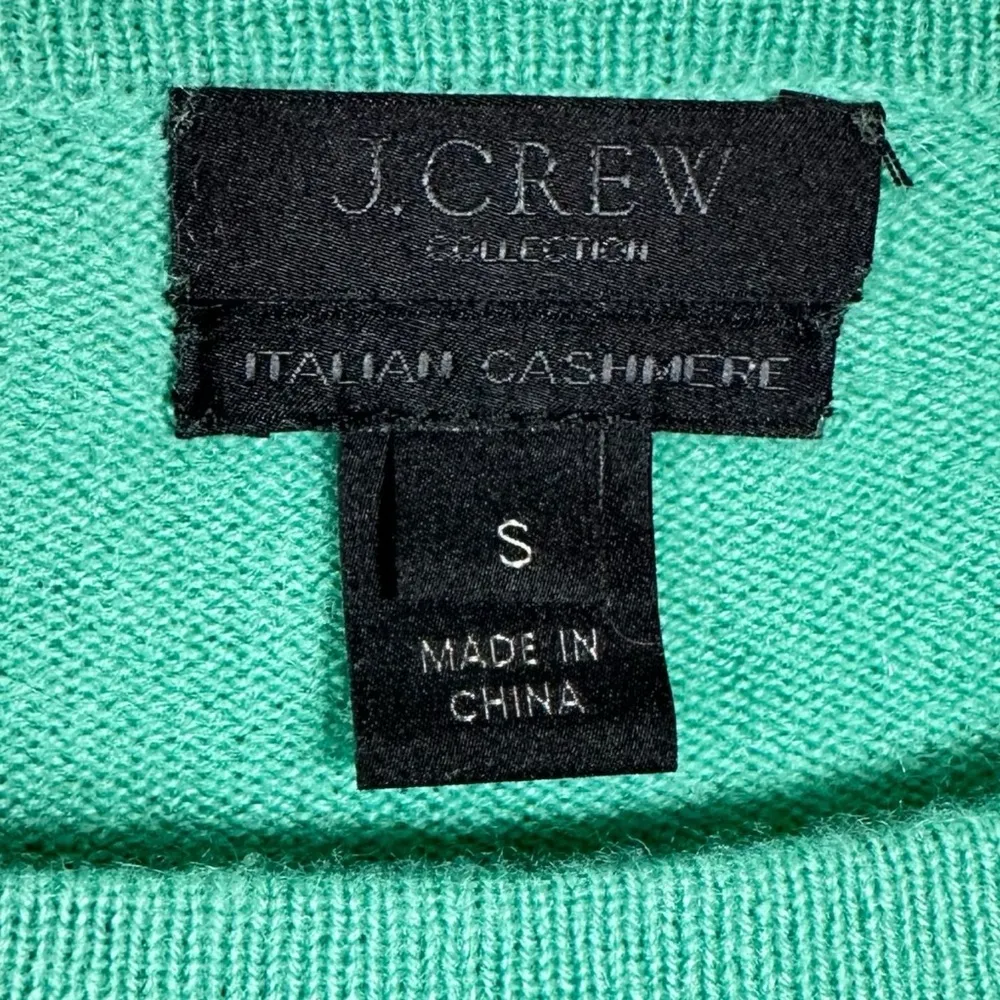 J.CREW
COLLECTION
ITALIAN CASHMERE
S
MADE IN
CHINA